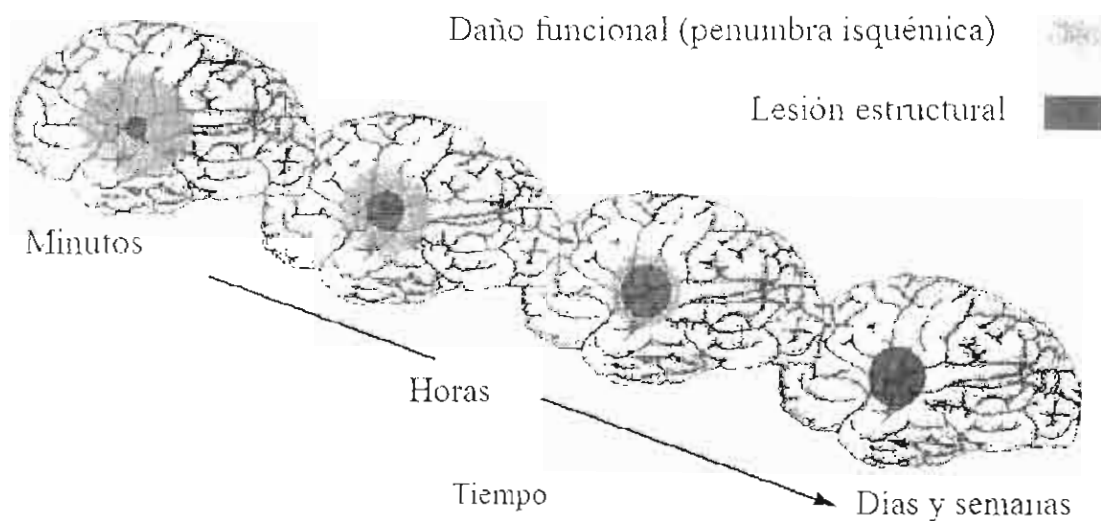 Daño funcional (penumbra isquémica)
Lesión estructural
Minutos
Horas
Tiempo
Días y semanas